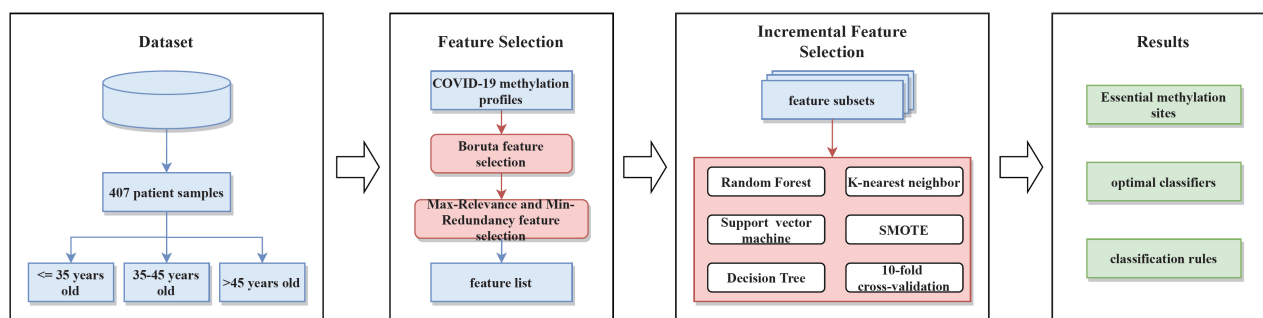 Dataset
407 patient samples
<= 35 years
old
35-45 years
old
>45 years old
Feature Selection
COVID-19 methylation
profiles
Boruta feature
selection
Max-Relevance and Min-
Redundancy feature
selection
feature list
Incremental Feature
Selection
feature subsets
Random Forest
K-nearest neighbor
Support vector
machine
SMOTE
Decision Tree
10-fold
cross-validation
Results
Essential methylation
sites
optimal classifiers
classification rules